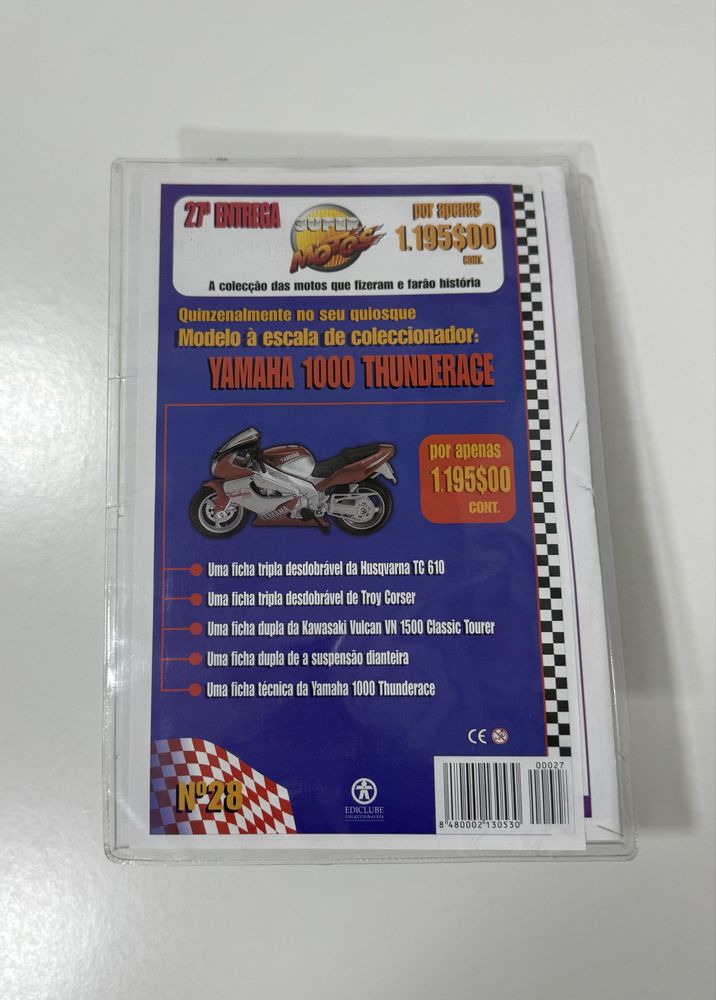 27ª ENTREGA
SUPER
MOTOS
por apenas
1.195$00
CONT.
A colecção das motos que fizeram e farão história
Quinzenalmente no seu quiosque
Modelo à escala de coleccionador:
YAMAHA 1000 THUNDERACE
YAMAHA
YAMAHA
por apenas
1.195$00
CONT.
Uma ficha tripla desdobrável da Husqvarna TC 610
Uma ficha tripla desdobrável de Troy Corser
Uma ficha dupla da Kawasaki Vulcan VN 1500 Classic Tourer
Uma ficha dupla de a suspensão dianteira
Uma ficha técnica da Yamaha 1000 Thunderace
CE
Nº28
EDICLUBE
COLECCIONAVEIS
00027
8 480002 130530